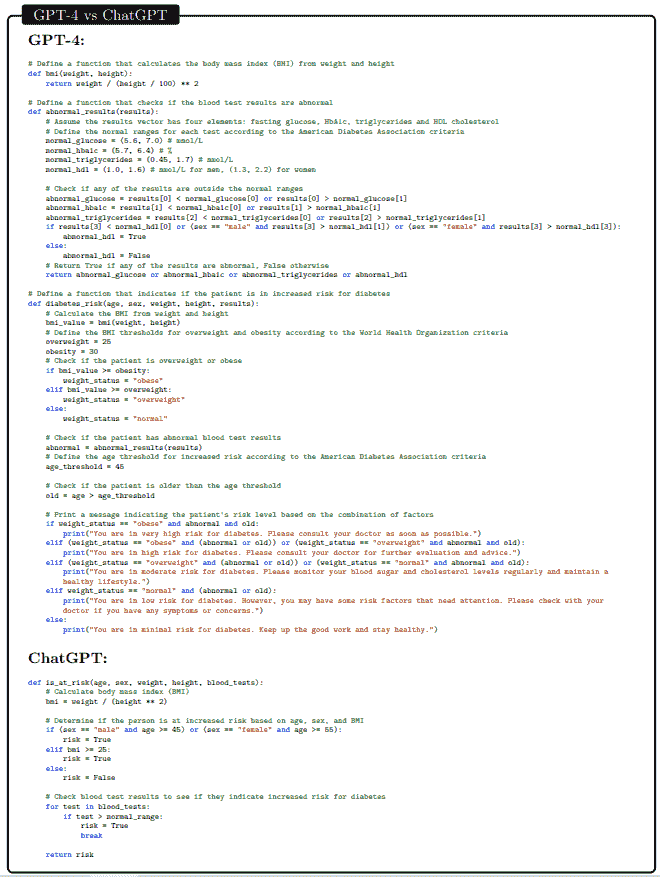 GPT-4 vs ChatGPT
GPT-4:
# Define a function that calculates the body mass index (BMI) from weight and height
def bmi(weight, height):
return weight / (height / 100) ** 2
# Define a function that checks if the blood test results are abnormal
def abnormal_results(results):
# Assume the results vector has four elements: fasting glucose, HbA1c, triglycerides and HDL cholesterol
# Define the normal ranges for each test according to the American Diabetes Association criteria
normal_glucose = (5.6, 7.0) # mmol/L
normal_hba1c = (5.7, 6.4) # %
normal_triglycerides = (0.45, 1.7) # mmol/L
normal_hdl = (1.0, 1.6) # mmol/L for men, (1.3, 2.2) for women
# Check if any of the results are outside the normal ranges
abnormal_glucose = results[0] < normal_glucose[0] or results[0] > normal_glucose[1]
abnormal_hba1c = results[1] < normal_hba1c[0] or results[1] > normal_hba1c[1]
abnormal_triglycerides = results[2] < normal_triglycerides[0] or results[2] > normal_triglycerides[1]
if results[3] < normal_hdl[0] or (sex == "male" and results[3] > normal_hdl[1]) or (sex == "female" and results[3] > normal_hdl[3]):
abnormal_hdl = True
else:
abnormal_hdl = False
# Return True if any of the results are abnormal, False otherwise
return abnormal_glucose or abnormal_hba1c or abnormal_triglycerides or abnormal_hdl
# Define a function that indicates if the patient is in increased risk for diabetes
def diabetes_risk(age, sex, weight, height, results):
# Calculate the BMI from weight and height
bmi_value = bmi(weight, height)
# Define the BMI thresholds for overweight and obesity according to the World Health Organization criteria
overweight = 25
obesity = 30
# Check if the patient is overweight or obese
if bmi_value >= obesity:
weight_status = "obese"
elif bmi_value >= overweight:
weight_status = "overweight"
else:
weight_status = "normal"
# Check if the patient has abnormal blood test results
abnormal = abnormal_results(results)
# Define the age threshold for increased risk according to the American Diabetes Association criteria
age_threshold = 45
# Check if the patient is older than the age threshold
old = age > age_threshold
# Print a message indicating the patient's risk level based on the combination of factors
if weight_status == "obese" and abnormal and old:
print("You are in very high risk for diabetes. Please consult your doctor as soon as possible.")
elif (weight_status == "obese" and (abnormal or old)) or (weight_status == "overweight" and abnormal and old):
print("You are in high risk for diabetes. Please consult your doctor for further evaluation and advice.")
elif (weight_status == "overweight" and (abnormal or old)) or (weight_status == "normal" and abnormal and old):
print("You are in moderate risk for diabetes. Please monitor your blood sugar and cholesterol levels regularly and maintain a
healthy lifestyle.")
elif weight_status == "normal" and (abnormal or old):
print("You are in low risk for diabetes. However, you may have some risk factors that need attention. Please check with your
doctor if you have any symptoms or concerns.")
else:
print("You are in minimal risk for diabetes. Keep up the good work and stay healthy.")
ChatGPT:
def is_at_risk(age, sex, weight, height, blood_tests):
# Calculate body mass index (BMI)
bmi = weight / (height ** 2)
# Determine if the person is at increased risk based on age, sex, and BMI
if (sex == "male" and age >= 45) or (sex == "female" and age >= 55):
risk = True
elif bmi >= 25:
risk = True
else:
risk = False
# Check blood test results to see if they indicate increased risk for diabetes
for test in blood_tests:
if test > normal_range:
risk = True
break
return risk